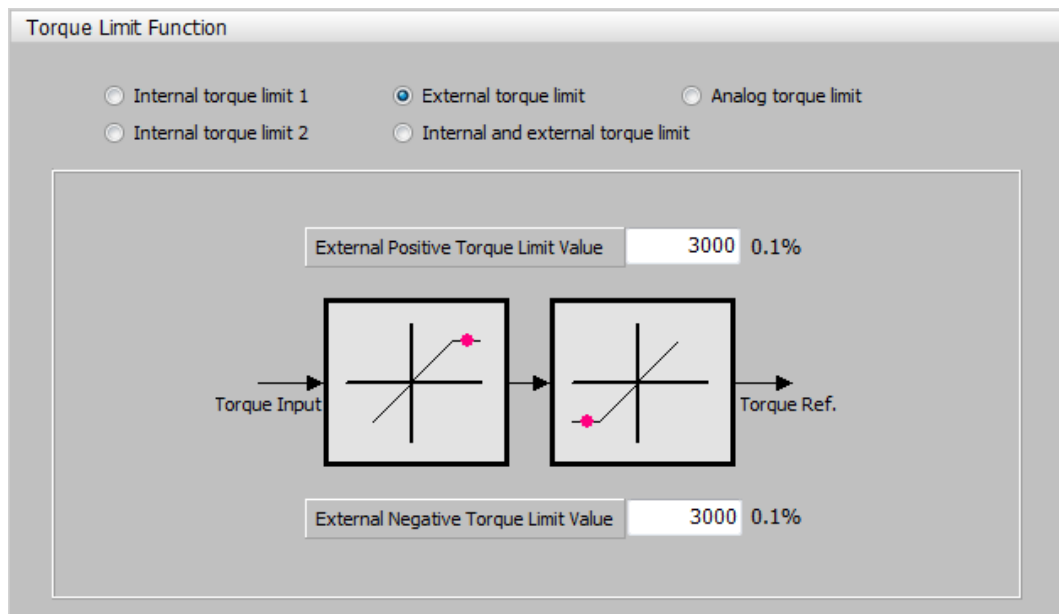 Torque Limit Function
Internal torque limit 1
External torque limit
Analog torque limit
Internal torque limit 2
Internal and external torque limit
External Positive Torque Limit Value 3000 0.1%
Torque Input
Torque Ref.
External Negative Torque Limit Value 3000 0.1%